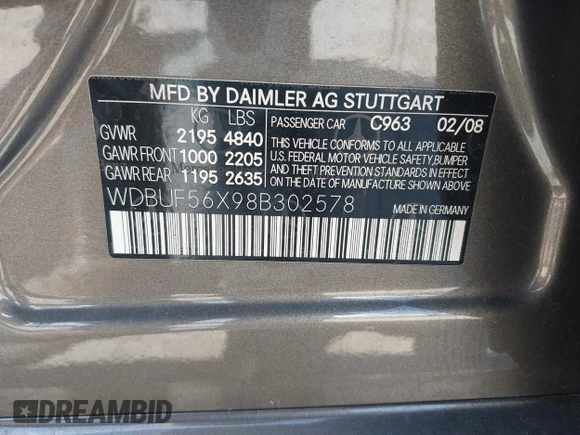 MFD BY DAIMLER AG STUTTGART
KG LBS
GVWR 2195 4840
GAWR FRONT 1000 2205
GAWR REAR 1195 2635
PASSENGER CAR C963 02/08
THIS VEHICLE CONFORMS TO ALL APPLICABLE
U.S. FEDERAL MOTOR VEHICLE SAFETY, BUMPER
AND THEFT PREVENTION STANDARDS IN EFFECT
ON THE DATE OF MANUFACTURE SHOWN ABOVE.
WDBUF56X98B302578
MADE IN GERMANY
DREAMBID